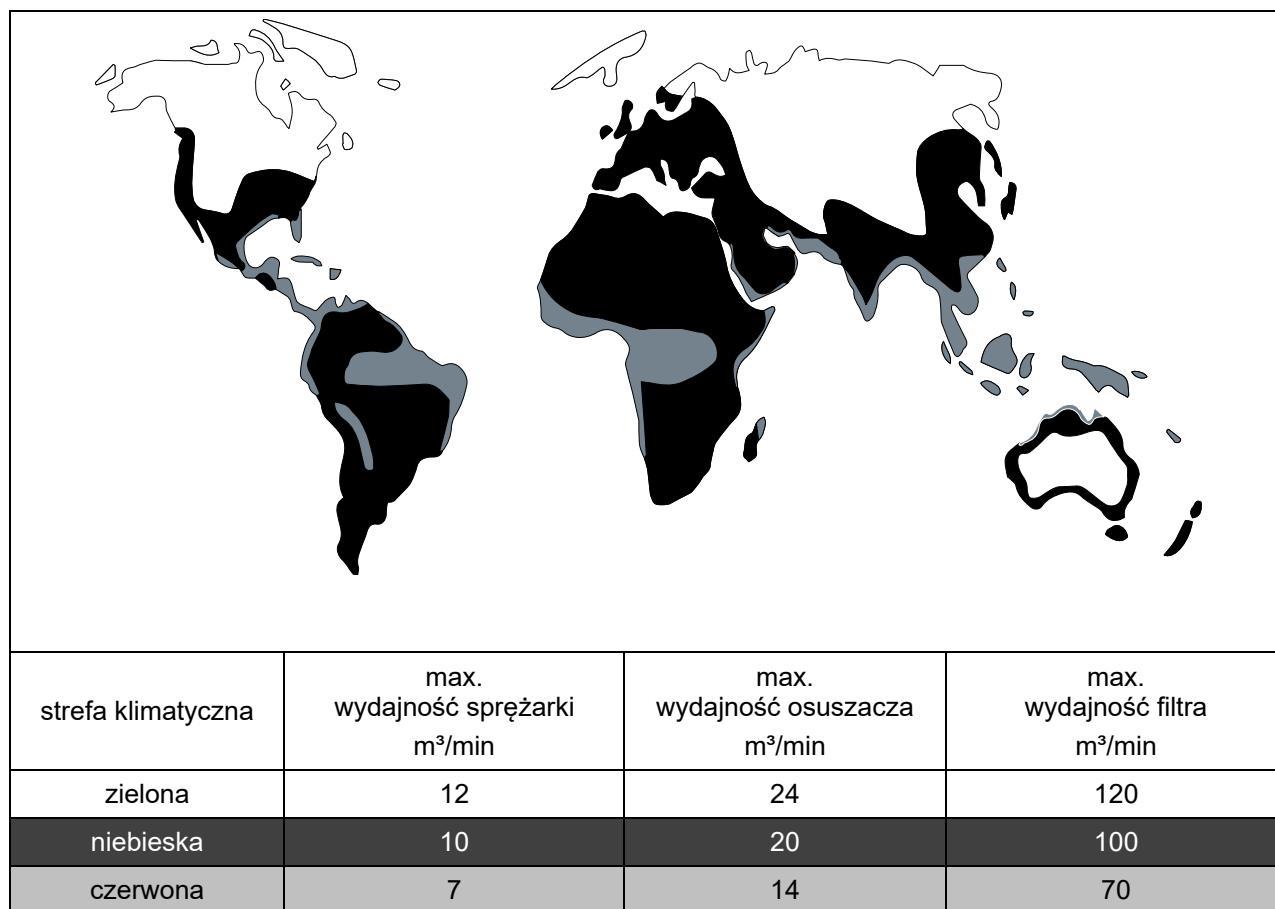 strefa klimatyczna
max.
wydajność sprężarki
m³/min
max.
wydajność osuszacza
m³/min
max.
wydajność filtra
m³/min
zielona 12 24 120
niebieska 10 20 100
czerwona 7 14 70